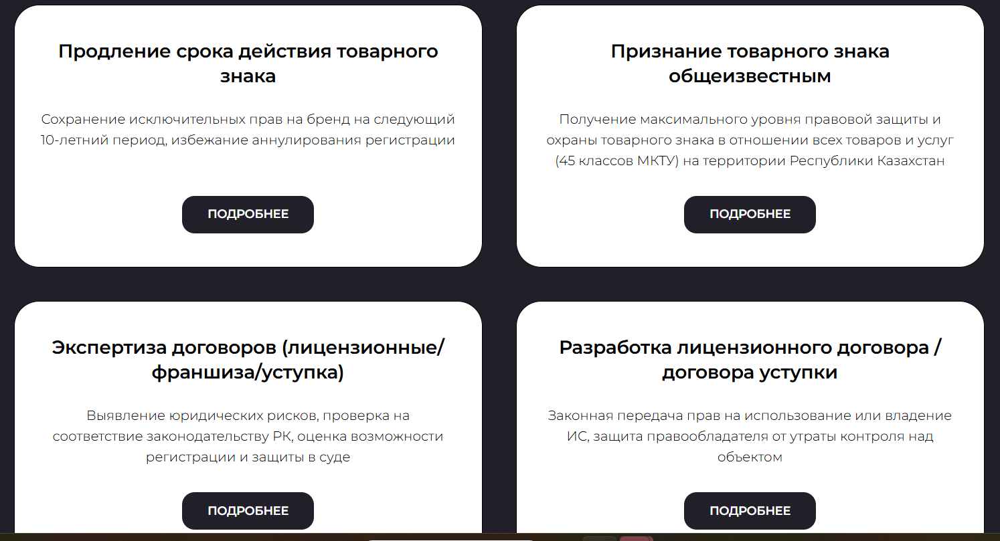 Продление срока действия товарного
знака
Сохранение исключительных прав на бренд на следующий
10-летний период, избежание аннулирования регистрации
ПОДРОБНЕЕ
Признание товарного знака
общеизвестным
Получение максимального уровня правовой защиты и
охраны товарного знака в отношении всех товаров и услуг
(45 классов МКТУ) на территории Республики Казахстан
ПОДРОБНЕЕ
Экспертиза договоров (лицензионные/
франшиза/уступка)
Выявление юридических рисков, проверка на
соответствие законодательству РК, оценка возможности
регистрации и защиты в суде
ПОДРОБНЕЕ
Разработка лицензионного договора /
договора уступки
Законная передача прав на использование или владение
ИС, защита правообладателя от утраты контроля над
объектом
ПОДРОБНЕЕ